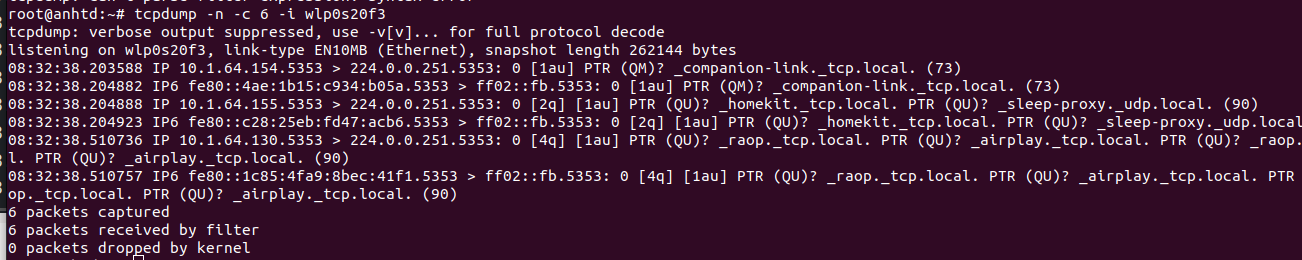 root@anhtd:~# tcpdump -n -c 6 -i wlp0s20f3
tcpdump: verbose output suppressed, use -v[v]... for full protocol decode
listening on wlp0s20f3, link-type EN10MB (Ethernet), snapshot length 262144 bytes
08:32:38.203588 IP 10.1.64.154.5353 > 224.0.0.251.5353: 0 [1au] PTR (QM)? _companion-link._tcp.local. (73)
08:32:38.204882 IP6 fe80::4ae:1b15:c934:b05a.5353 > ff02::fb.5353: 0 [1au] PTR (QM)? _companion-link._tcp.local. (73)
08:32:38.204888 IP 10.1.64.155.5353 > 224.0.0.251.5353: 0 [2q] [1au] PTR (QU)? _homekit._tcp.local. PTR (QU)? _sleep-proxy._udp.local. (90)
08:32:38.204923 IP6 fe80::c28:25eb:fd47:acb6.5353 > ff02::fb.5353: 0 [2q] [1au] PTR (QU)? _homekit._tcp.local. PTR (QU)? _sleep-proxy._udp.local
08:32:38.510736 IP 10.1.64.130.5353 > 224.0.0.251.5353: 0 [4q] [1au] PTR (QU)? _raop._tcp.local. PTR (QU)? _airplay._tcp.local. PTR (QU)? _raop.
l. PTR (QU)? _airplay._tcp.local. (90)
08:32:38.510757 IP6 fe80::1c85:4fa9:8bec:41f1.5353 > ff02::fb.5353: 0 [4q] [1au] PTR (QU)? _raop._tcp.local. PTR (QU)? _airplay._tcp.local. PTR
op._tcp.local. PTR (QU)? _airplay._tcp.local. (90)
6 packets captured
6 packets received by filter
0 packets dropped by kernel